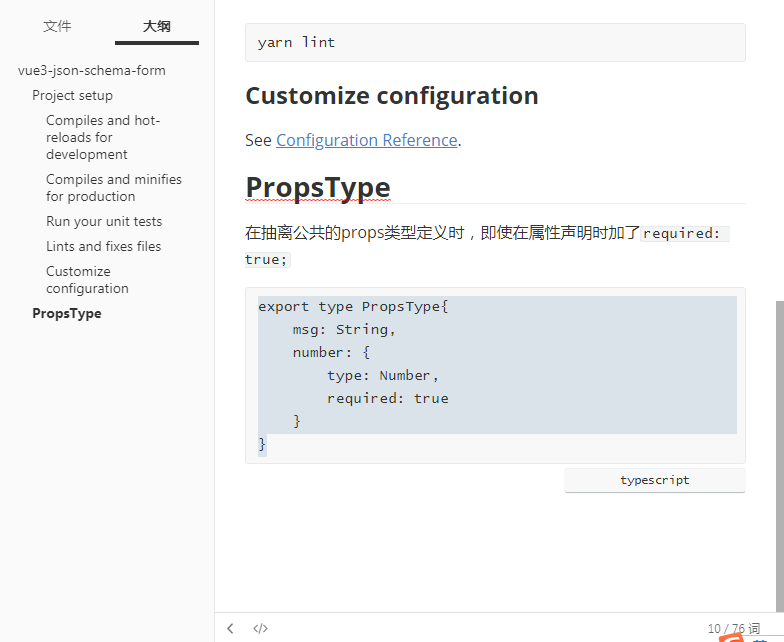 文件
大纲
vue3-json-schema-form
Project setup
Compiles and hot-
reloads for
development
Compiles and minifies
for production
Run your unit tests
Lints and fixes files
Customize
configuration
PropsType
yarn lint
Customize configuration
See Configuration Reference.
PropsType
在抽离公共的props类型定义时，即使在属性声明时加了required:
true;
export type PropsType{
    msg: String,
    number: {
        type: Number,
        required: true
    }
}
typescript
</> 10 / 76 词